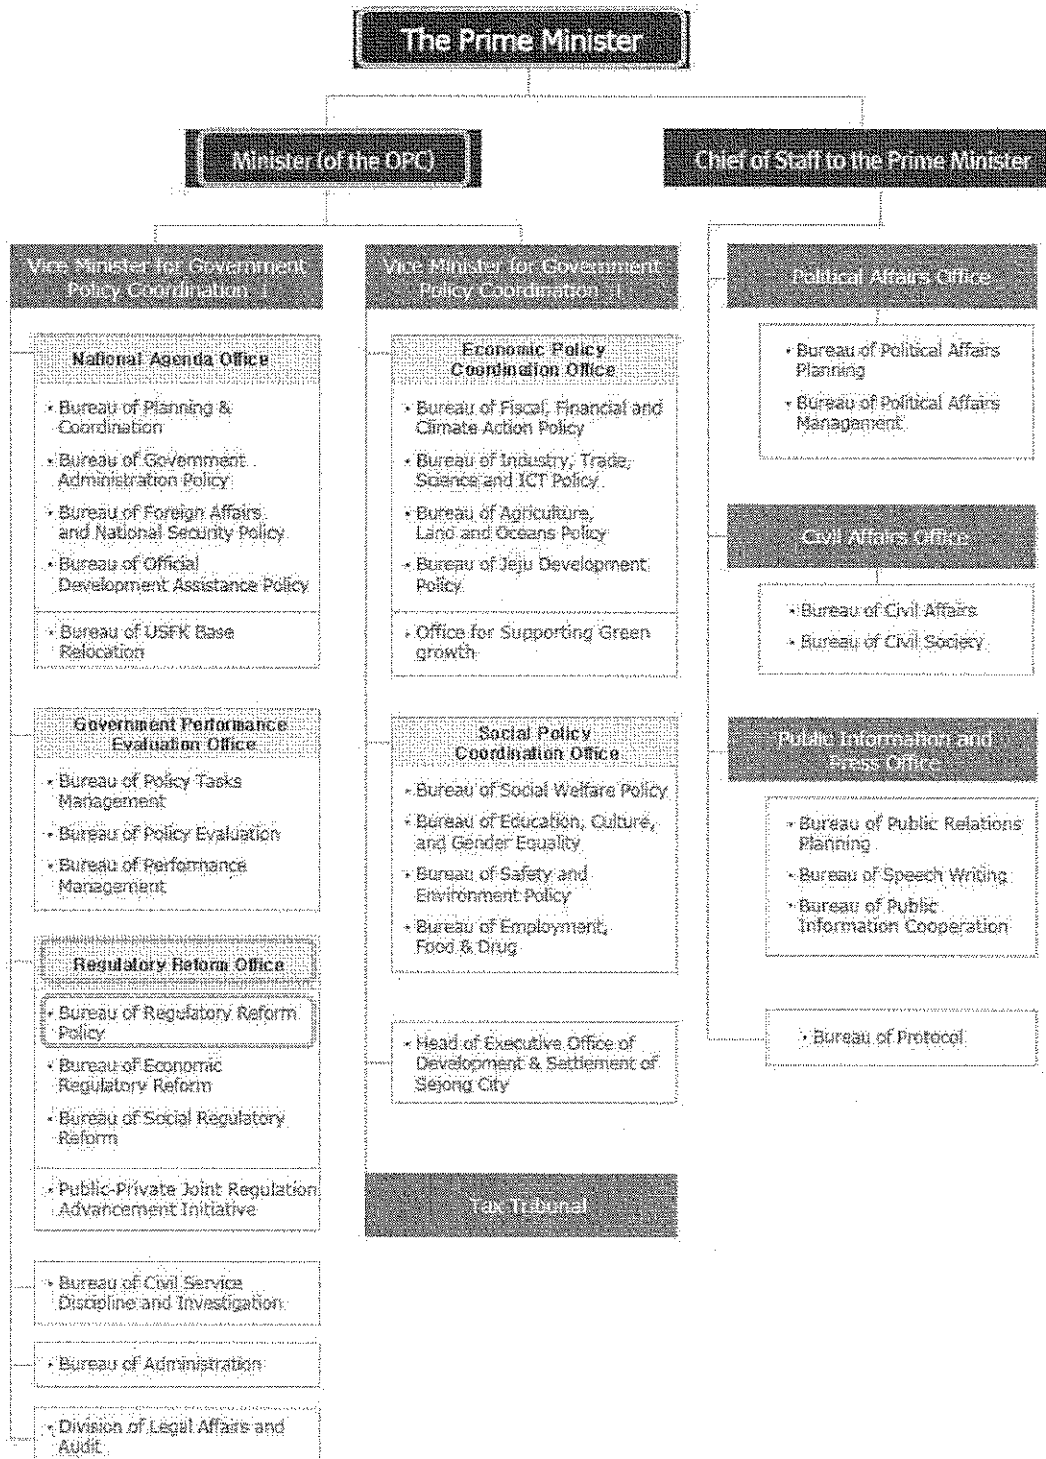 The Prime Minister
Minister (of the OPC)
Chief of Staff to the Prime Minister
Vice Minister for Government
Policy Coordination I
National Agenda Office
• Bureau of Planning &
Coordination
• Bureau of Government
Administration Policy
• Bureau of Foreign Affairs
and National Security Policy
• Bureau of Official
Development Assistance Policy
• Bureau of USFK Base
Relocation
Government Performance
Evaluation Office
• Bureau of Policy Tasks
Management
• Bureau of Policy Evaluation
• Bureau of Performance
Management
Regulatory Reform Office
• Bureau of Regulatory Reform
Policy
• Bureau of Economic
Regulatory Reform
• Bureau of Social Regulatory
Reform
• Public-Private Joint Regulation
Advancement Initiative
• Bureau of Civil Service
Discipline and Investigation
• Bureau of Administration
• Division of Legal Affairs and
Audit
Vice Minister for Government
Policy Coordination
Economic Policy
Coordination Office
• Bureau of Fiscal, Financial and
Climate Action Policy
• Bureau of Industry, Trade,
Science and ICT Policy
• Bureau of Agriculture,
Land and Oceans Policy
• Bureau of Jeju Development
Policy
• Office for Supporting Green
growth
Social Policy
Coordination Office
• Bureau of Social Welfare Policy
• Bureau of Education, Culture,
and Gender Equality
• Bureau of Safety and
Environment Policy
• Bureau of Employment,
Food & Drug
• Head of Executive Office of
Development & Settlement of
Sejong City
Tax Tribunal
Political Affairs Office
• Bureau of Political Affairs
Planning
• Bureau of Political Affairs
Management
Civil Affairs Office
• Bureau of Civil Affairs
• Bureau of Civil Society
Public Information and
Press Office
• Bureau of Public Relations
Planning
• Bureau of Speech Writing
• Bureau of Public
Information Cooperation
• Bureau of Protocol